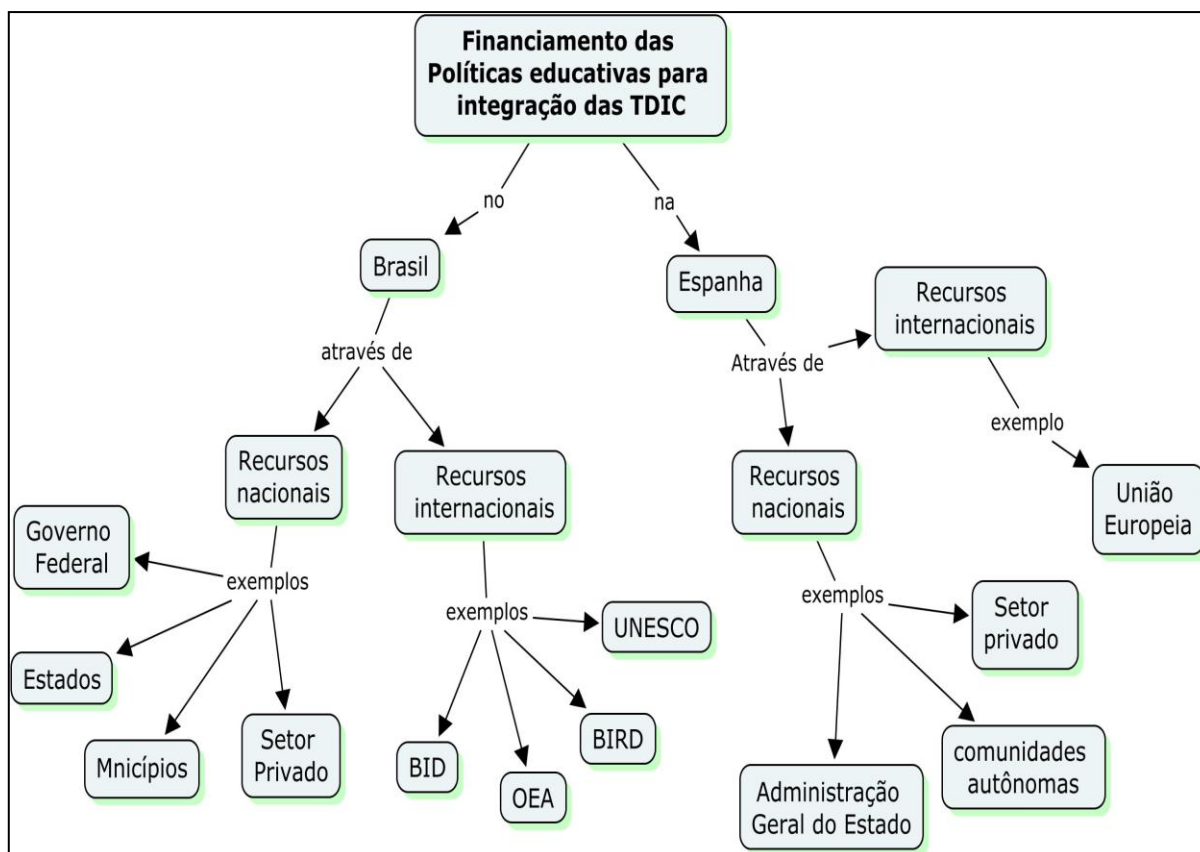 Financiamento das
Políticas educativas para
integração das TDIC
no
na
Brasil
Espanha
Recursos
internacionais
através de
Através de
exemplo
Recursos
nacionais
Recursos
internacionais
Recursos
nacionais
União
Europeia
Governo
Federal
exemplos
exemplos
exemplos
UNESCO
Setor
privado
Estados
Mnicípios
Setor
Privado
BID
OEA
BIRD
Administração
Geral do Estado
comunidades
autônomas